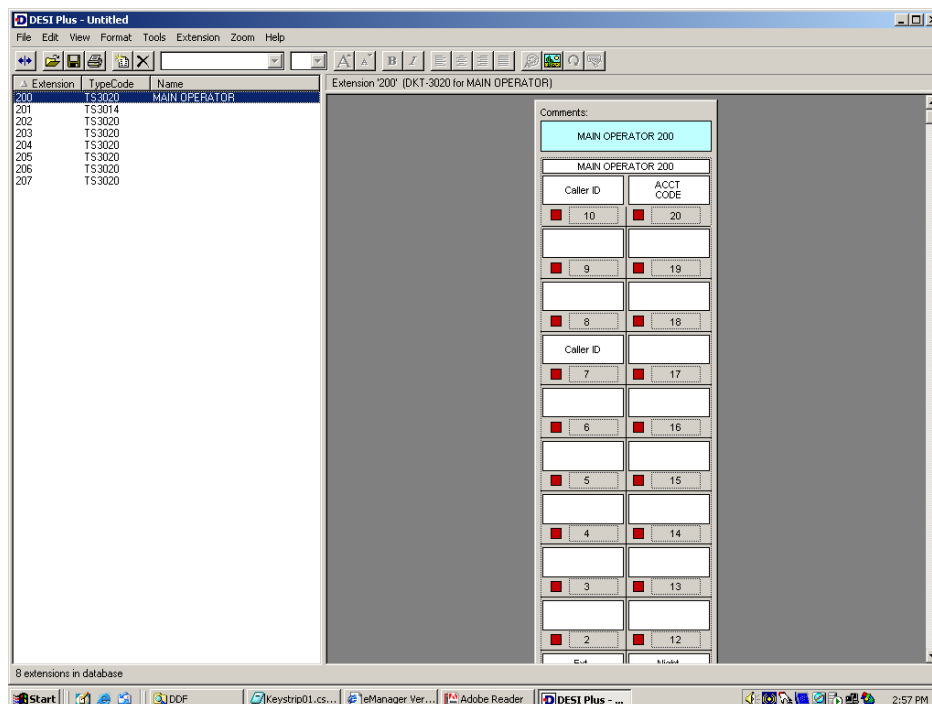 DESI Plus - Untitled
File Edit View Format Tools Extension Zoom Help
A A B I
Extension TypeCode Name
200 TS3020 MAIN OPERATOR
201 TS3014
202 TS3020
203 TS3020
204 TS3020
205 TS3020
206 TS3020
207 TS3020
Extension '200' (DKT-3020 for MAIN OPERATOR)
Comments:
MAIN OPERATOR 200
MAIN OPERATOR 200
Caller ID ACCT
CODE
10 20
9 19
8 18
Caller ID
7 17
6 16
5 15
4 14
3 13
2 12
Ext Night
8 extensions in database
Start DDF Keystrip01.cs... eManager Ver... Adobe Reader DESI Plus - ... 2:57 PM